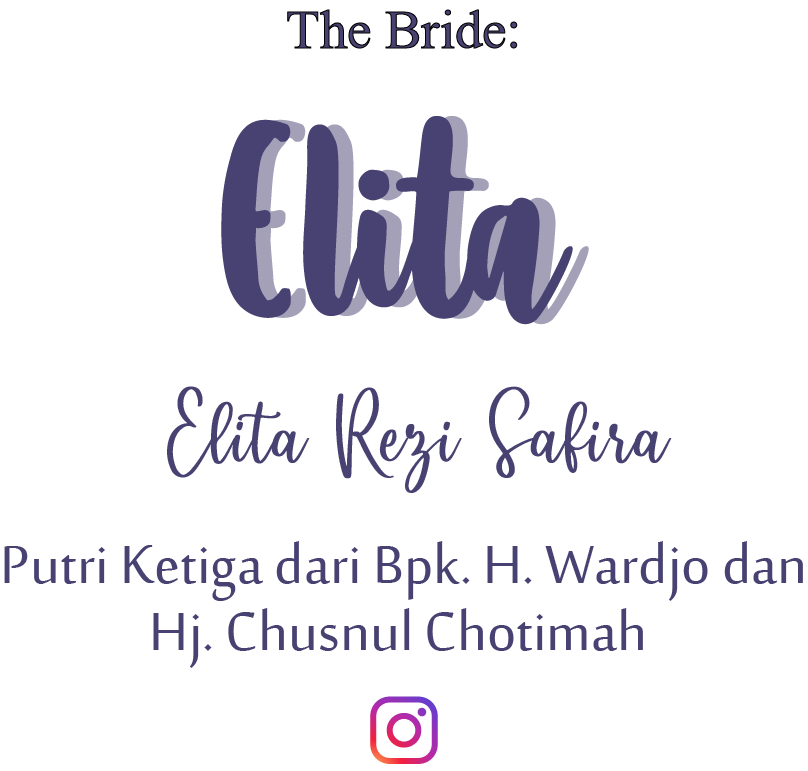 The Bride:
Elita
Elita Rezi Safira
Putri Ketiga dari Bpk. H. Wardjo dan
Hj. Chusnul Chotimah